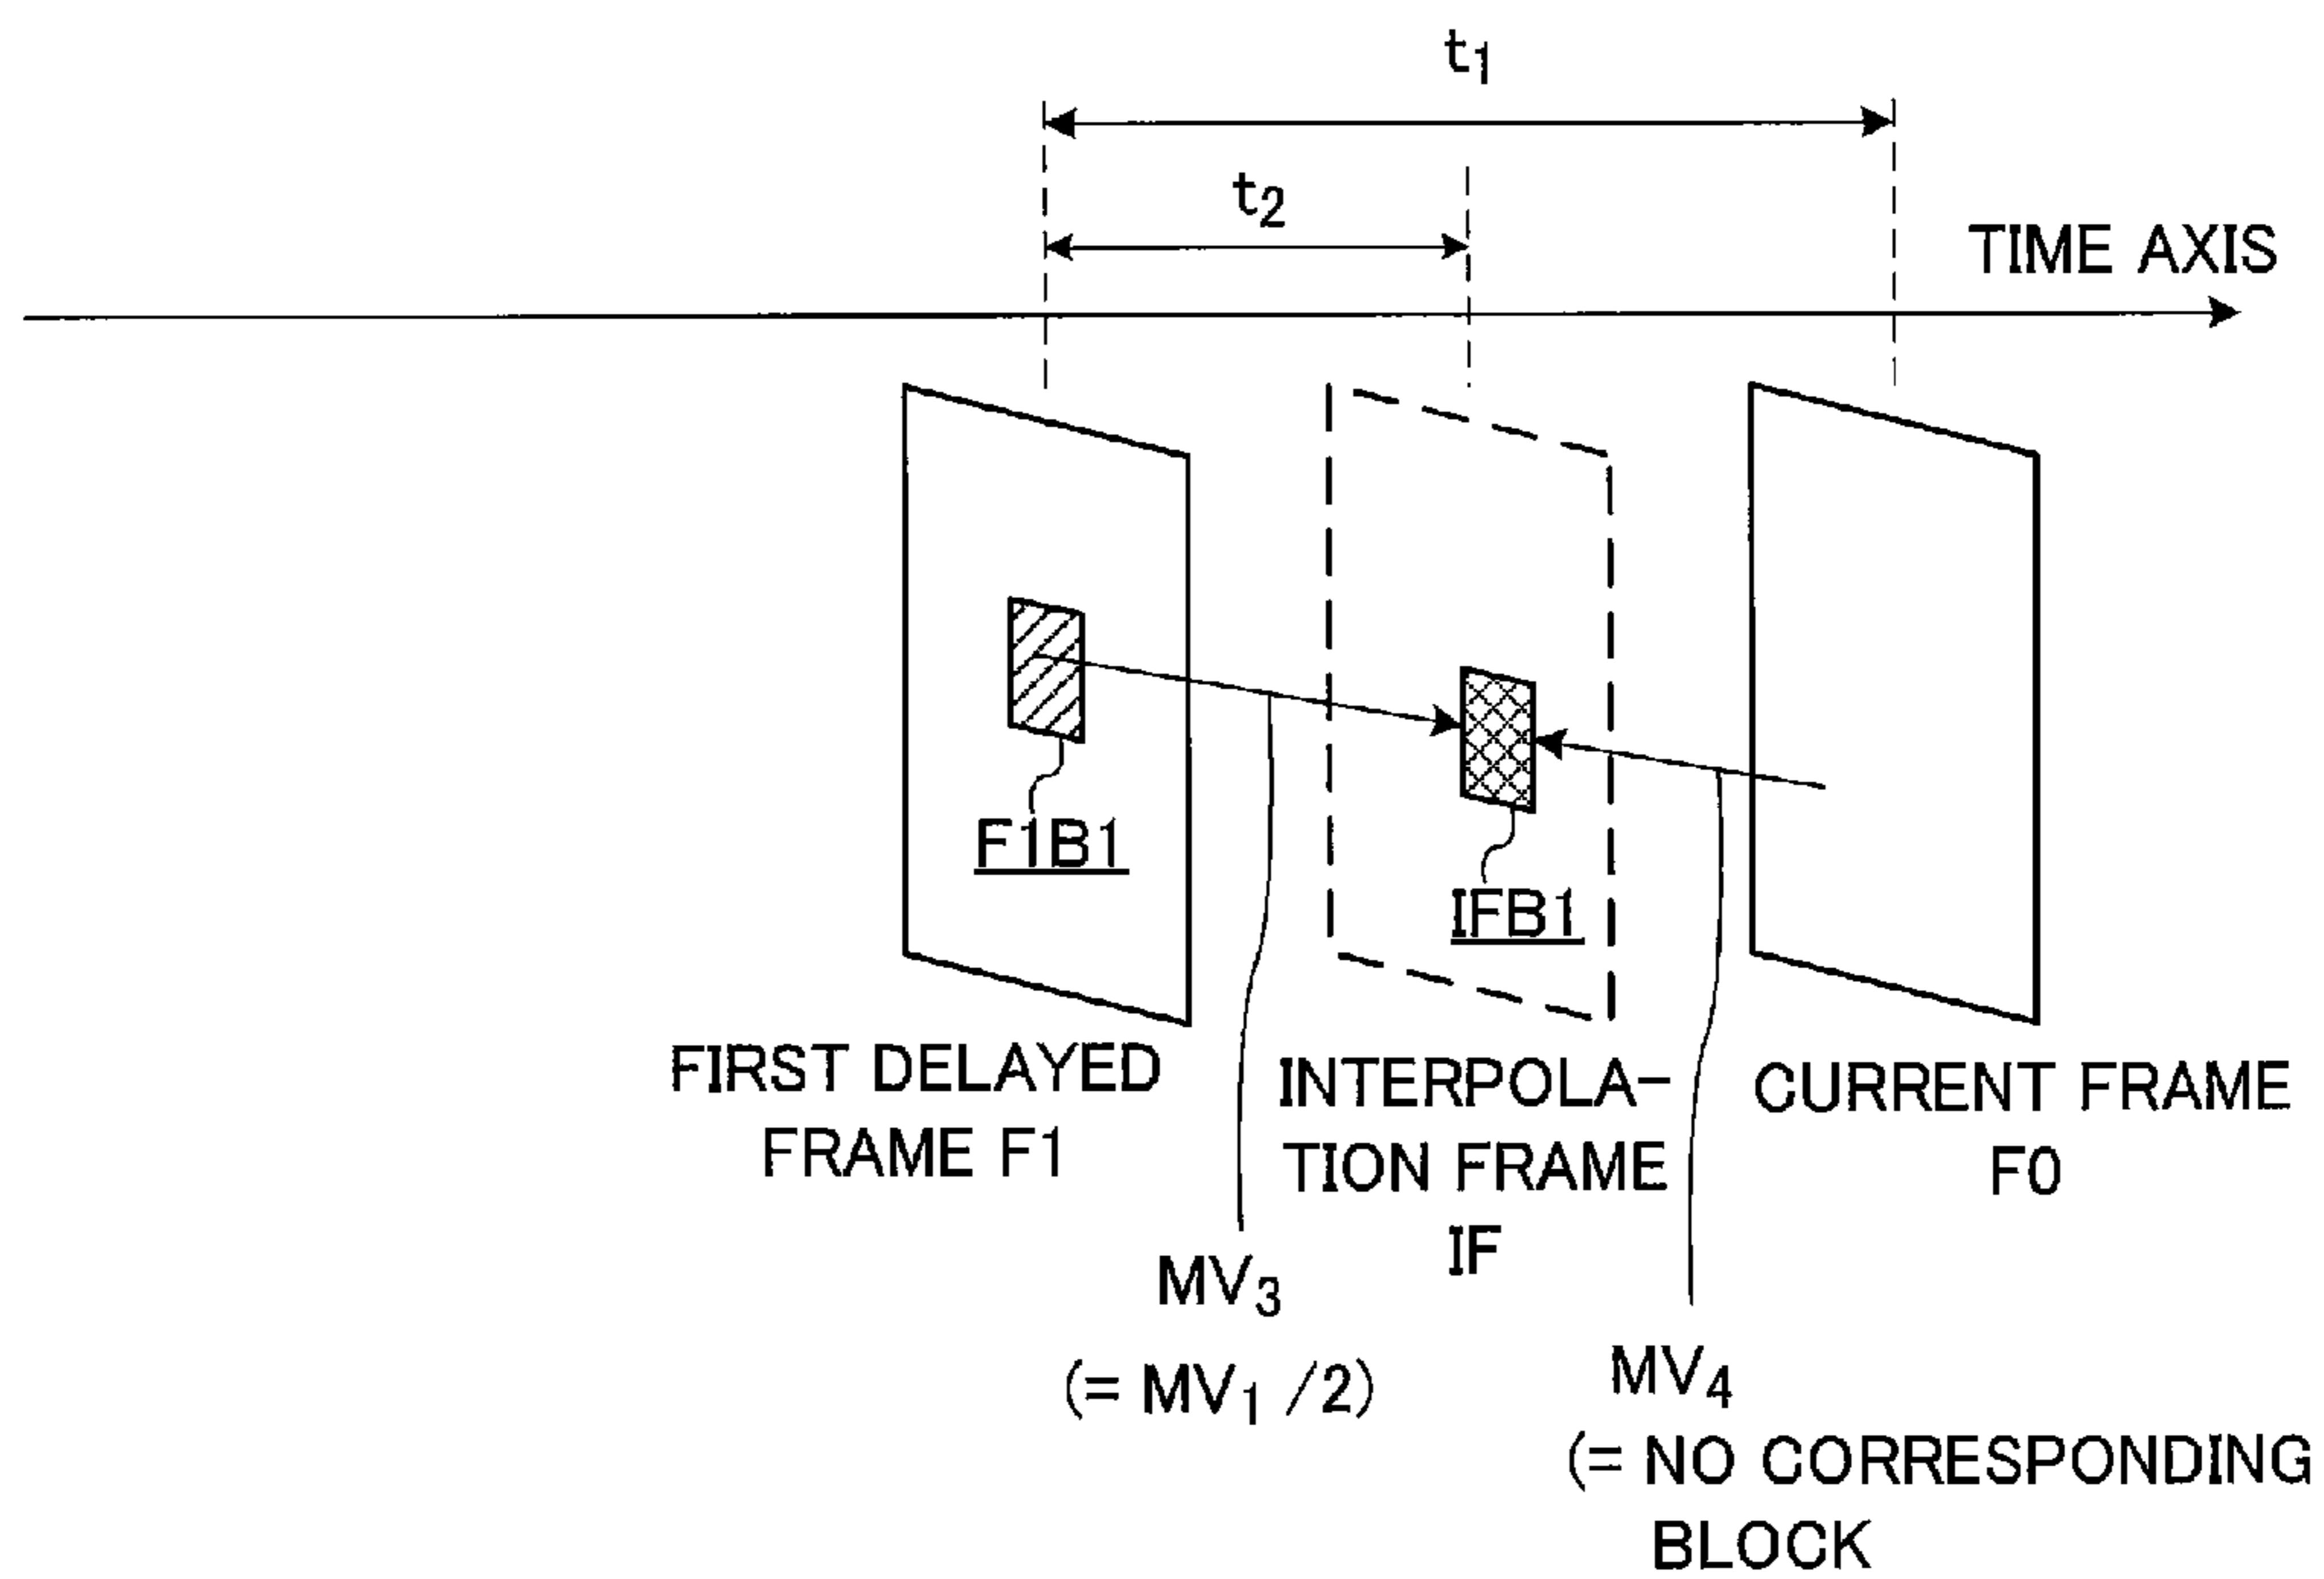 t1
t2
TIME AXIS
F1B1
IFB1
FIRST DELAYED
FRAME F1
INTERPOLA-
TION FRAME
IF
CURRENT FRAME
F0
MV3
(= MV1 /2)
MV4
(= NO CORRESPONDING
BLOCK